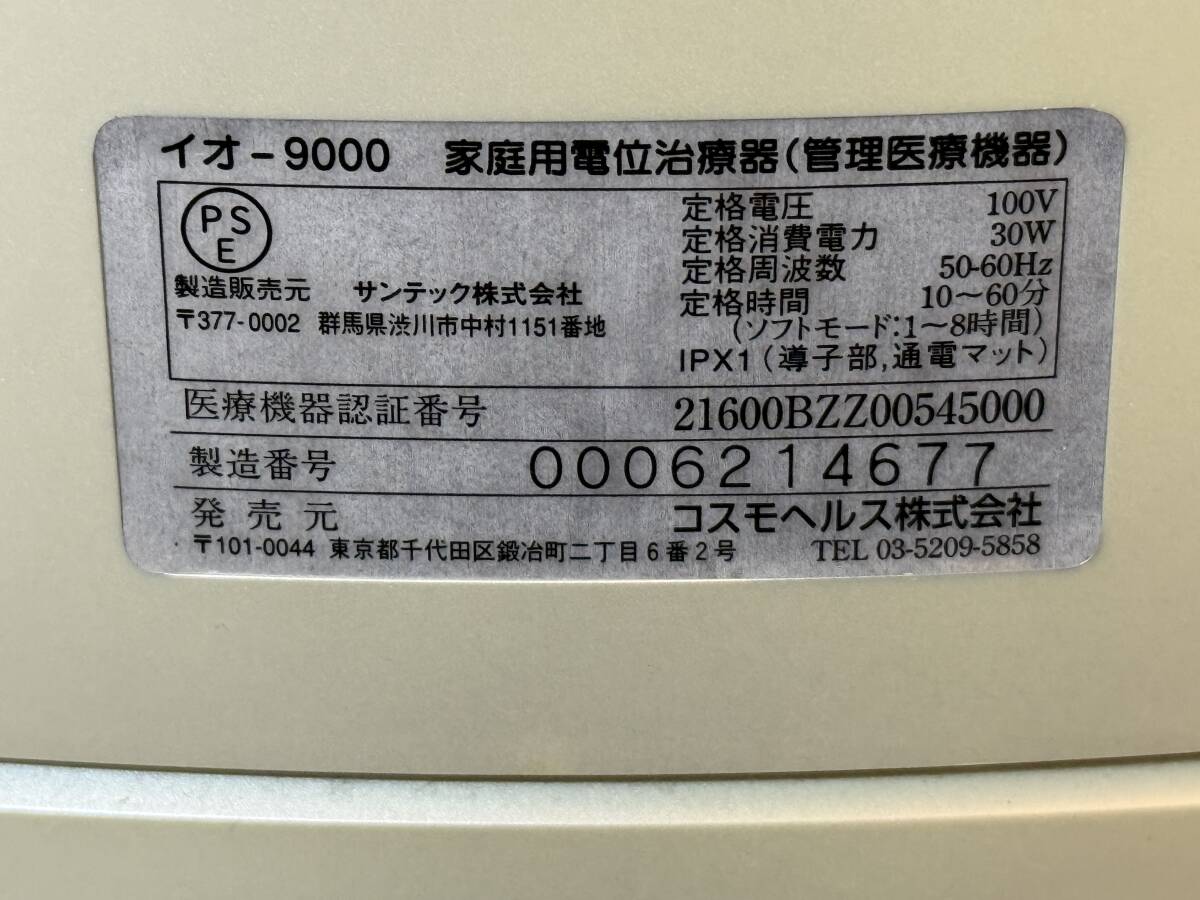 イオ-9000 家庭用電位治療器(管理医療機器)
PS
E
定格電圧 100V
定格消費電力 30W
定格周波数 50-60Hz
定格時間 10～60分
(ソフトモード:1～8時間)
IPX1(導子部,通電マット)
製造販売元 サンテック株式会社
〒377-0002 群馬県渋川市中村1151番地
医療機器認証番号 21600BZZ00545000
製造番号 0006214677
発売元 コスモヘルス株式会社
〒101-0044 東京都千代田区鍛冶町二丁目6番2号 TEL 03-5209-5858